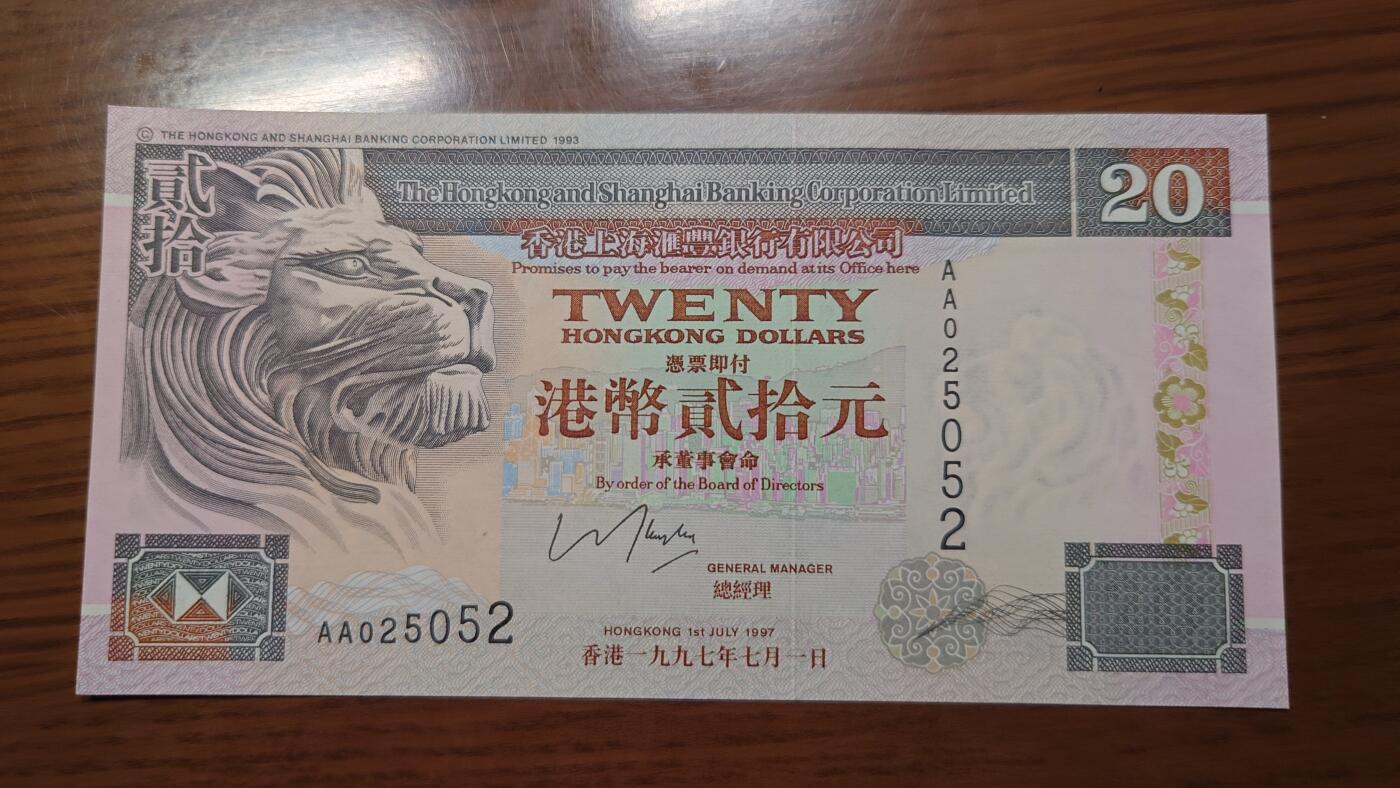 © THE HONGKONG AND SHANGHAI BANKING CORPORATION LIMITED 1993
貳拾
The Hongkong and Shanghai Banking Corporation Limited
20
香港上海滙豐銀行有限公司
Promises to pay the bearer on demand at its Office here
TWENTY
HONGKONG DOLLARS
憑票即付
港幣貳拾元
承董事會命
By order of the Board of Directors
AA025052
GENERAL MANAGER
總經理
AA025052
HONGKONG 1st JULY 1997
香港一九九七年七月一日